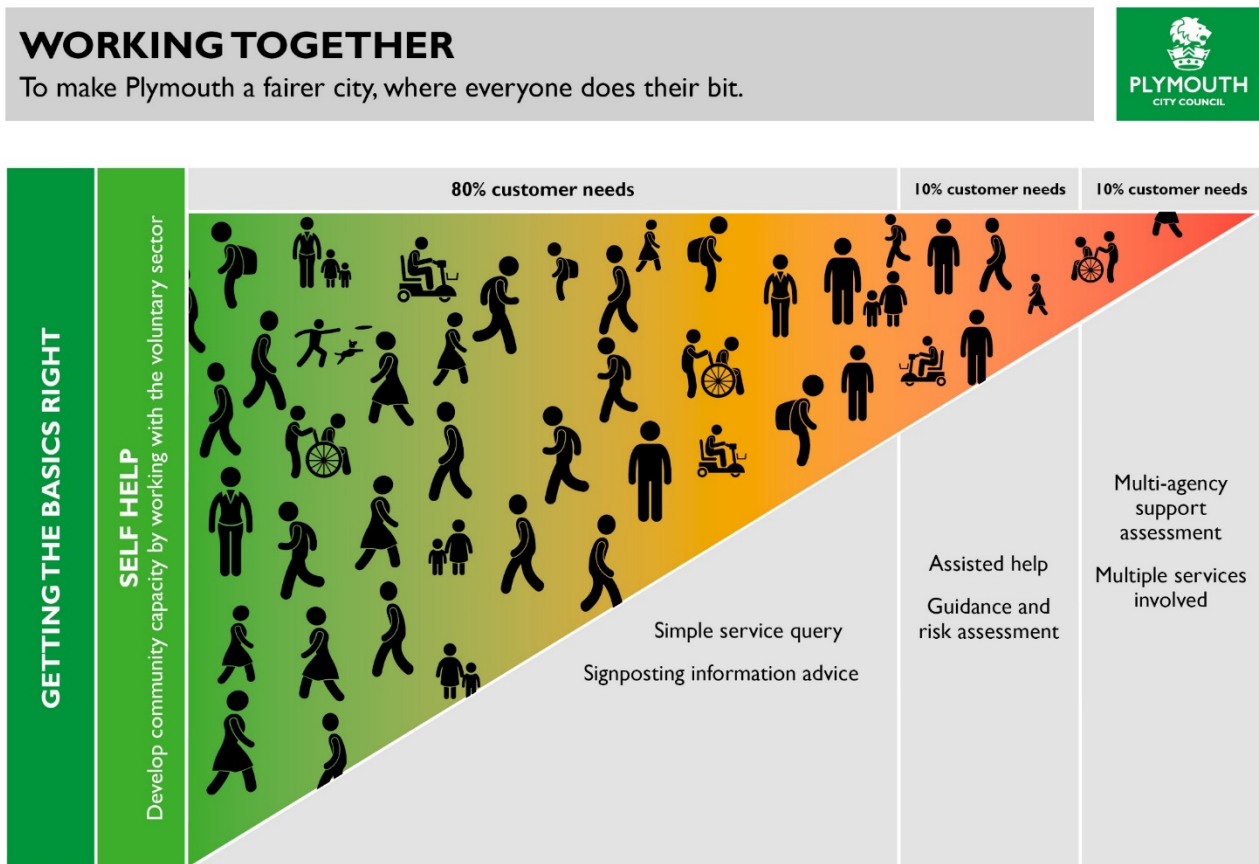 WORKING TOGETHER
To make Plymouth a fairer city, where everyone does their bit.
PLYMOUTH
CITY COUNCIL
GETTING THE BASICS RIGHT
SELF HELP
Develop community capacity by working with the voluntary sector
80% customer needs
10% customer needs
10% customer needs
Simple service query
Signposting information advice
Assisted help
Guidance and
risk assessment
Multi-agency
support
assessment
Multiple services
involved